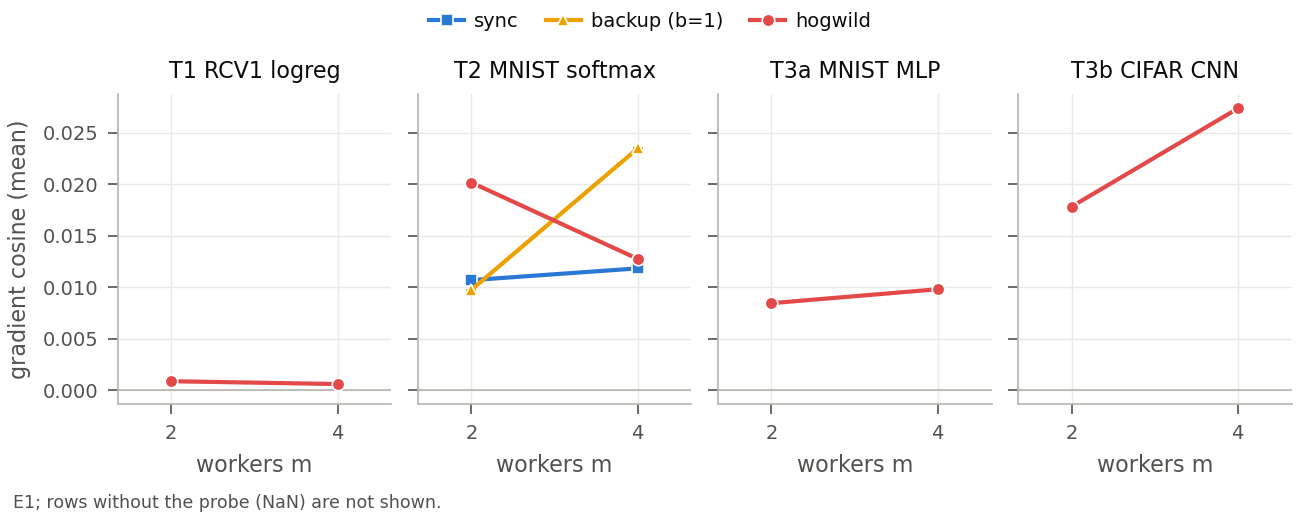 sync backup (b=1) hogwild
T1 RCV1 logreg T2 MNIST softmax T3a MNIST MLP T3b CIFAR CNN
gradient cosine (mean)
0.025
0.020
0.015
0.010
0.005
0.000
2 4 2 4 2 4 2 4
workers m workers m workers m workers m
E1; rows without the probe (NaN) are not shown.